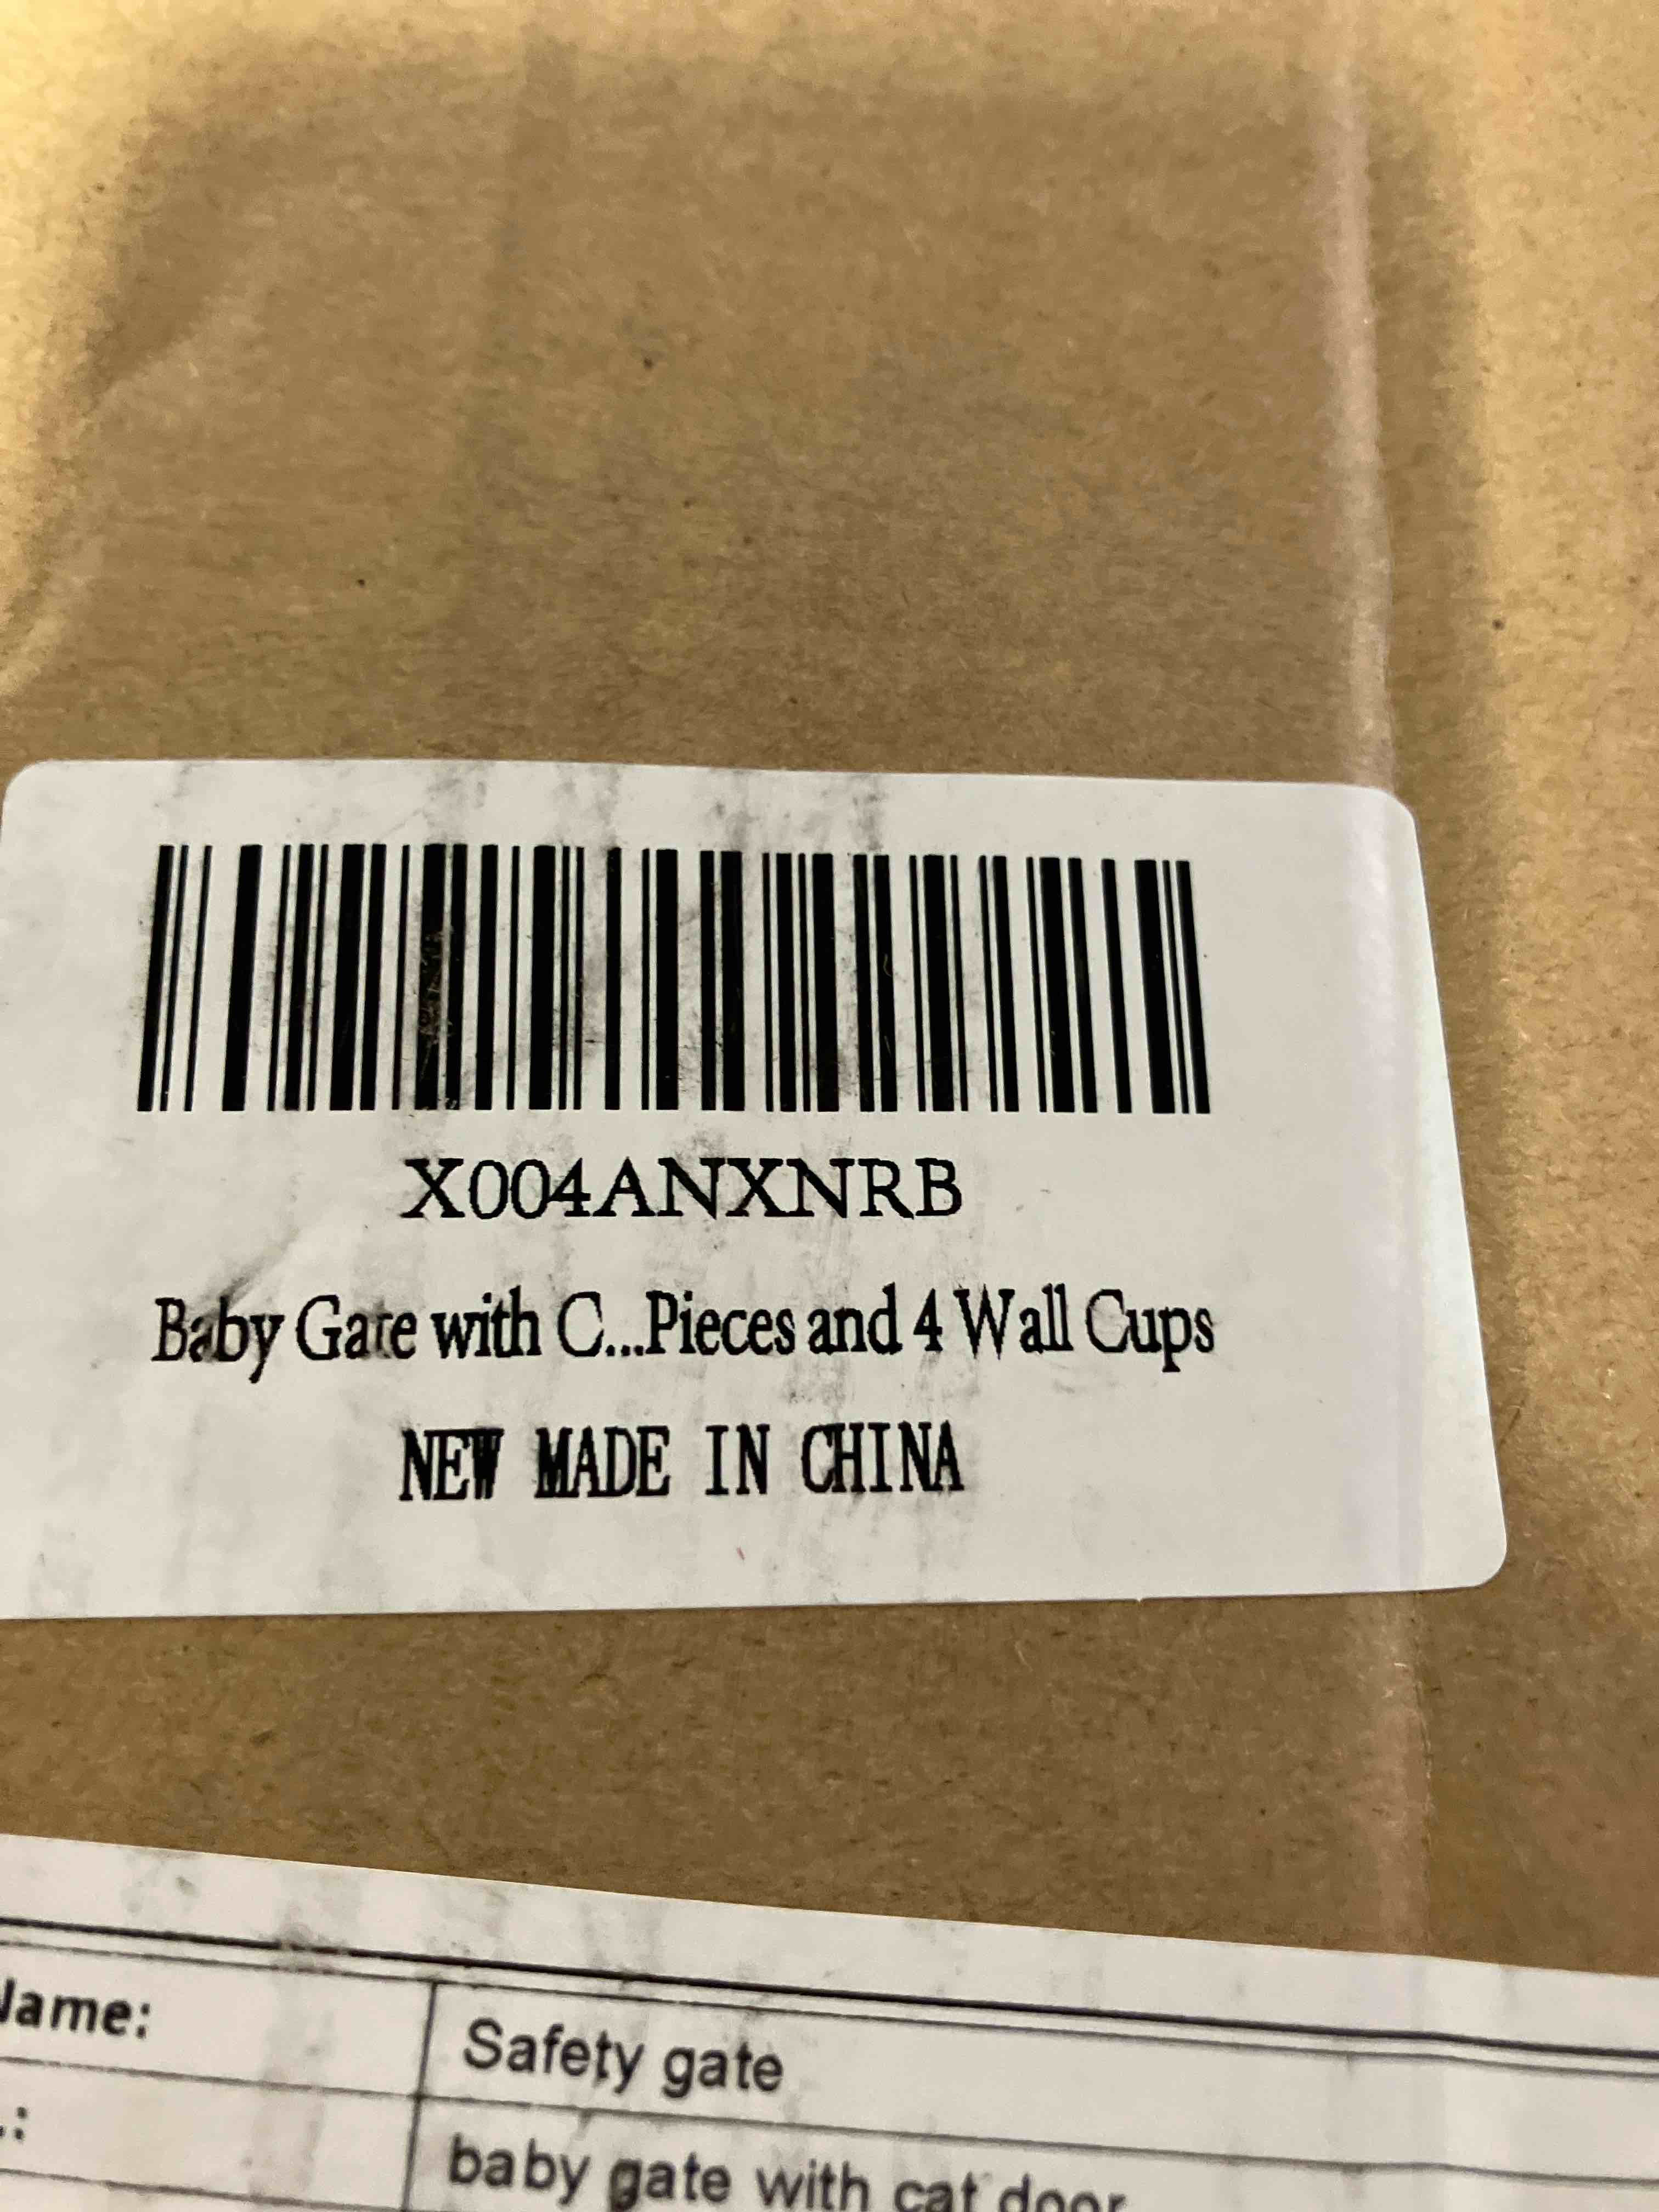 X004ANXNRB
Baby Gate with C...Pieces and 4 Wall Cups
NEW MADE IN CHINA
Name:
Safety gate
.:
baby gate with cat door